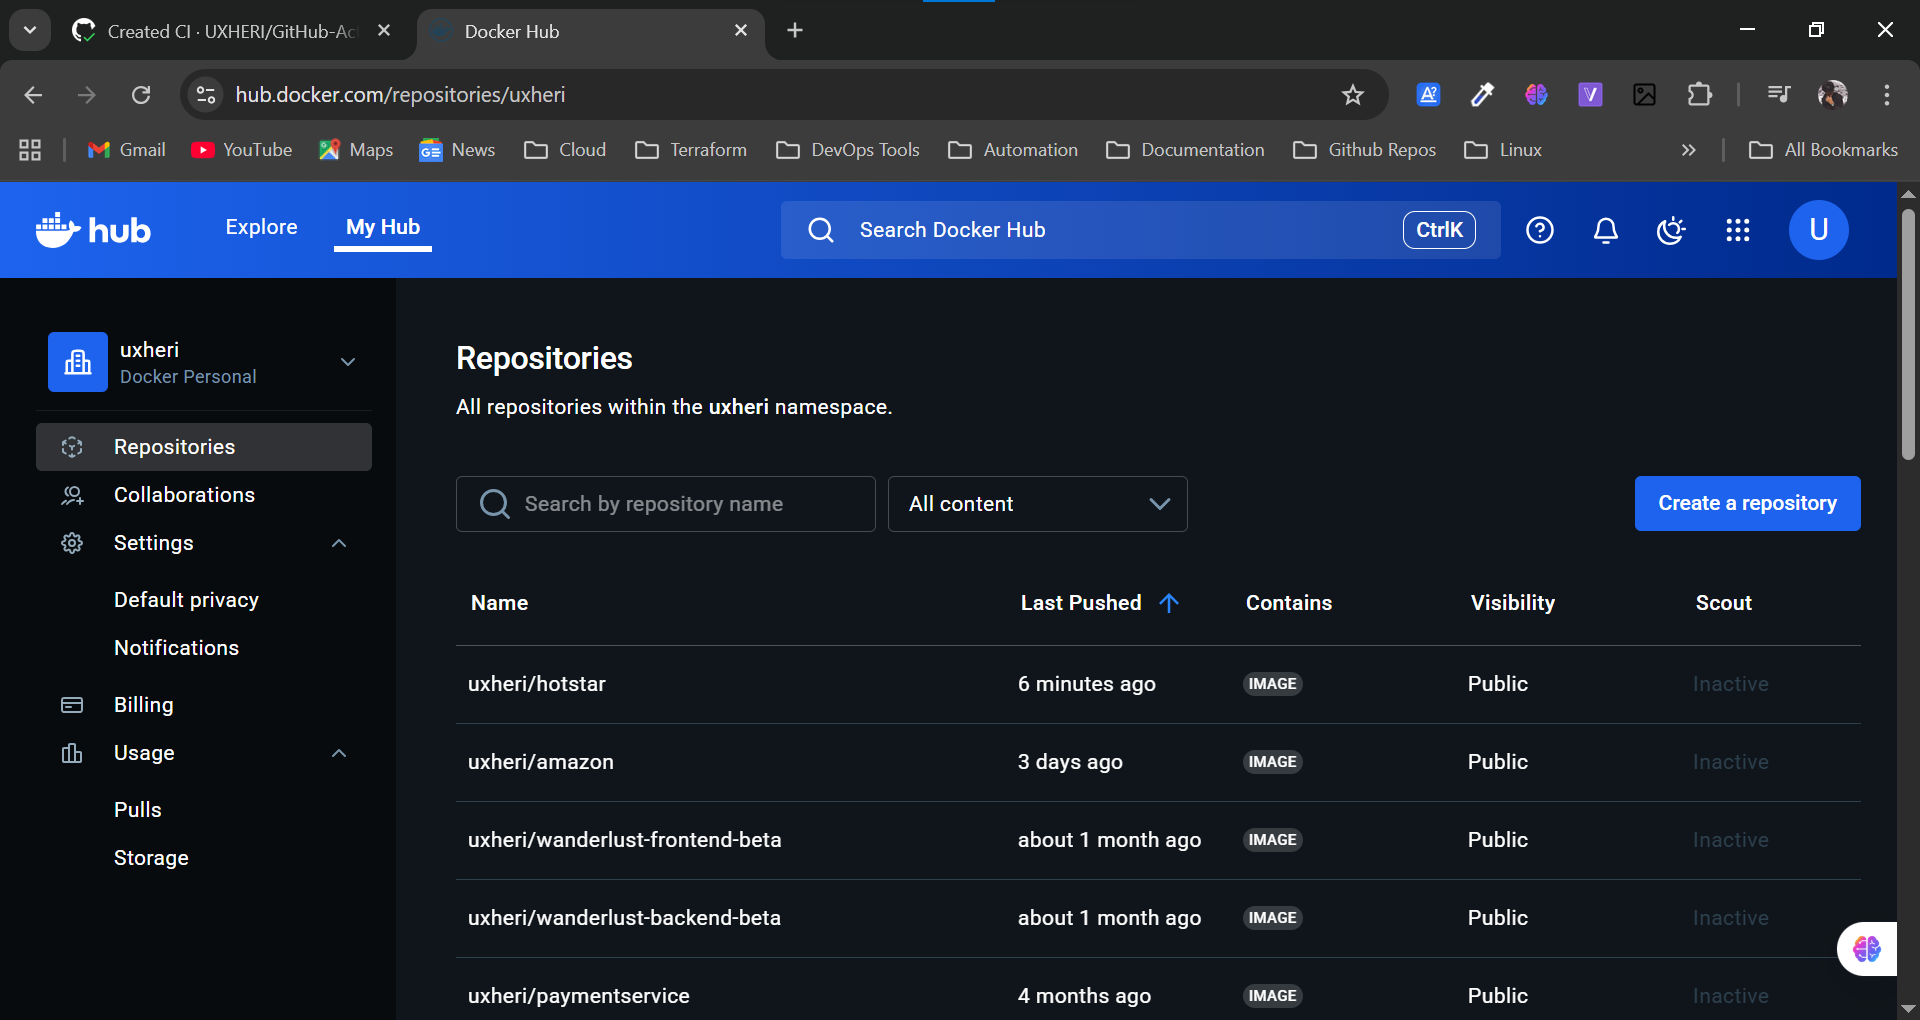 Created CI · UXHERI/GitHub-Ac
Docker Hub
hub.docker.com/repositories/uxheri
Gmail
YouTube
Maps
News
Cloud
Terraform
DevOps Tools
Automation
Documentation
Github Repos
Linux
All Bookmarks
hub
Explore
My Hub
Search Docker Hub
CtrlK
U
uxheri
Docker Personal
Repositories
Collaborations
Settings
Default privacy
Notifications
Billing
Usage
Pulls
Storage
Repositories
All repositories within the uxheri namespace.
Search by repository name
All content
Create a repository
Name Last Pushed Contains Visibility Scout
uxheri/hotstar 6 minutes ago IMAGE Public Inactive
uxheri/amazon 3 days ago IMAGE Public Inactive
uxheri/wanderlust-frontend-beta about 1 month ago IMAGE Public Inactive
uxheri/wanderlust-backend-beta about 1 month ago IMAGE Public Inactive
uxheri/paymentservice 4 months ago IMAGE Public Inactive